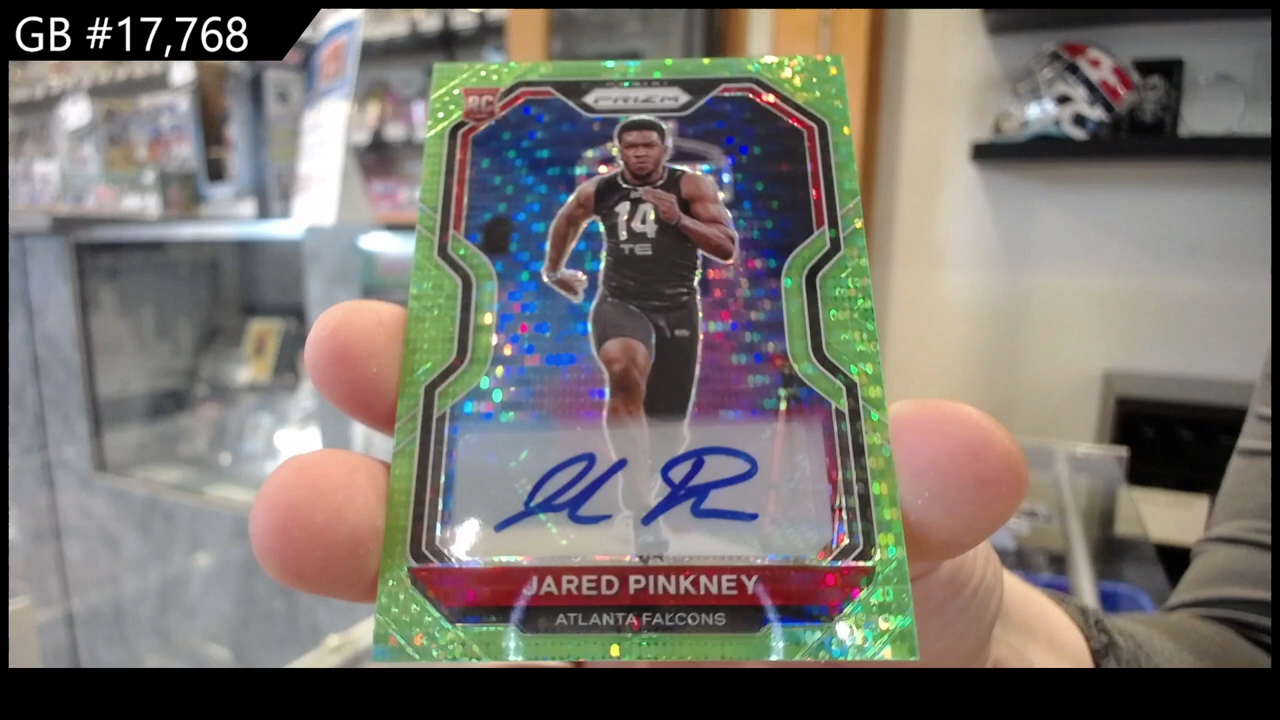 GB #17,768
RC
PRIZM
14
TE
JARED PINKNEY
ATLANTA FALCONS